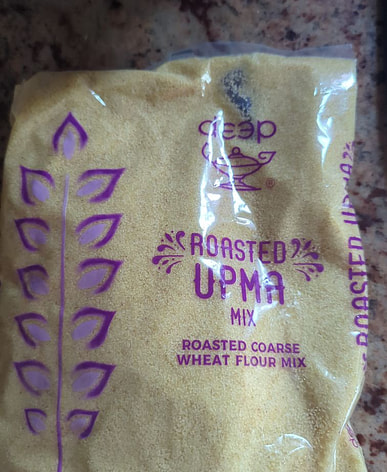 deep
®
ROASTED
UPMA
MIX
ROASTED COARSE
WHEAT FLOUR MIX
ROASTED UPMA